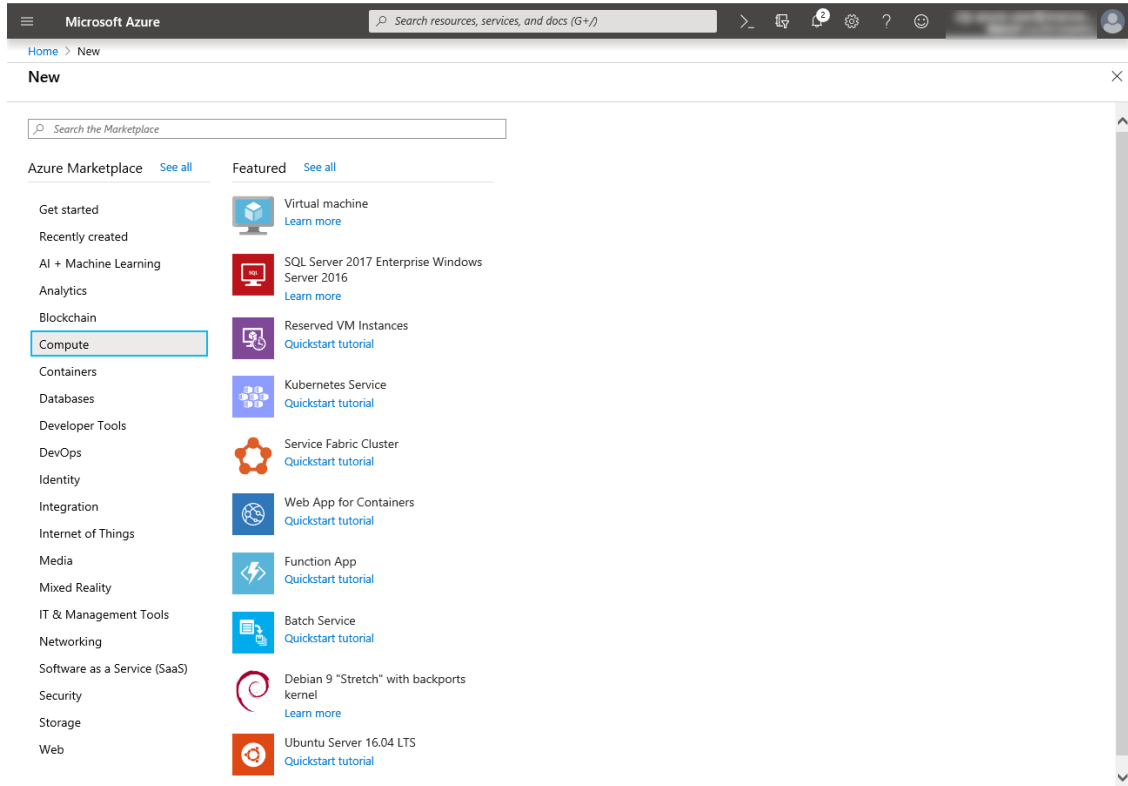 Microsoft Azure
Search resources, services, and docs (G+/)
2
Home > New
New
Search the Marketplace
Azure Marketplace See all
Get started
Recently created
AI + Machine Learning
Analytics
Blockchain
Compute
Containers
Databases
Developer Tools
DevOps
Identity
Integration
Internet of Things
Media
Mixed Reality
IT & Management Tools
Networking
Software as a Service (SaaS)
Security
Storage
Web
Featured See all
Virtual machine
Learn more
SQL
SQL Server 2017 Enterprise Windows
Server 2016
Learn more
Reserved VM Instances
Quickstart tutorial
Kubernetes Service
Quickstart tutorial
Service Fabric Cluster
Quickstart tutorial
Web App for Containers
Quickstart tutorial
Function App
Quickstart tutorial
Batch Service
Quickstart tutorial
Debian 9 "Stretch" with backports
kernel
Learn more
Ubuntu Server 16.04 LTS
Quickstart tutorial